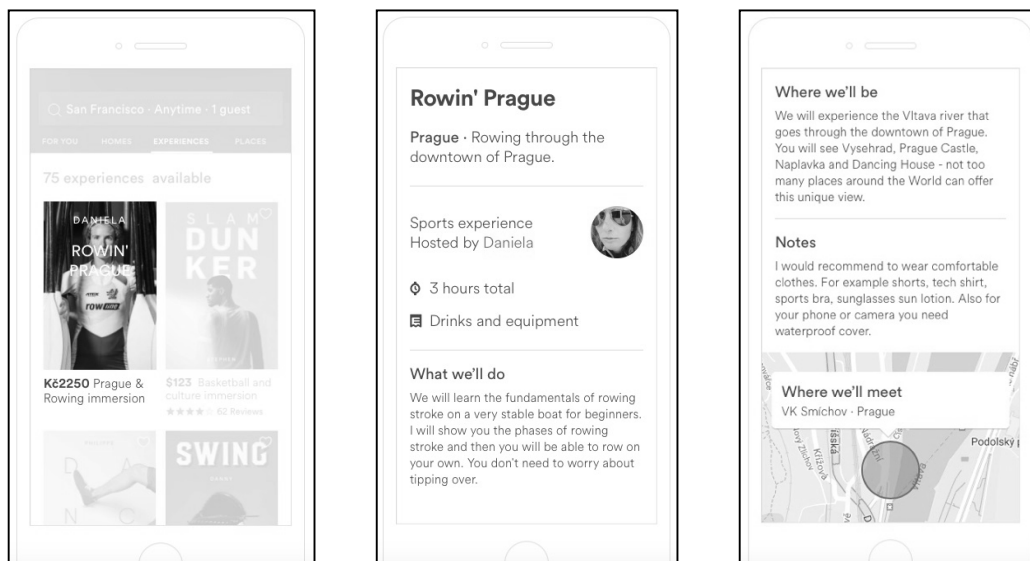 San Francisco · Anytime · 1 guest
FOR YOU HOMES EXPERIENCES PLACES
75 experiences available
DANIELA
ROWIN'
PRAGUE
ROW
SLAM
DUN
KER
Kč2250 Prague &
Rowing immersion
$123 Basketball and
culture immersion
62 Reviews
D
N O
SWING
Rowin' Prague
Prague · Rowing through the
downtown of Prague.
Sports experience
Hosted by Daniela
3 hours total
Drinks and equipment
What we'll do
We will learn the fundamentals of rowing
stroke on a very stable boat for beginners.
I will show you the phases of rowing
stroke and then you will be able to row on
your own. You don't need to worry about
tipping over.
Where we'll be
We will experience the Vltava river that
goes through the downtown of Prague.
You will see Vysehrad, Prague Castle,
Naplavka and Dancing House - not too
many places around the World can offer
this unique view.
Notes
I would recommend to wear comfortable
clothes. For example shorts, tech shirt,
sports bra, sunglasses sun lotion. Also for
your phone or camera you need
waterproof cover.
Where we'll meet
VK Smíchov · Prague
Křížová
Nádražní
Podolský